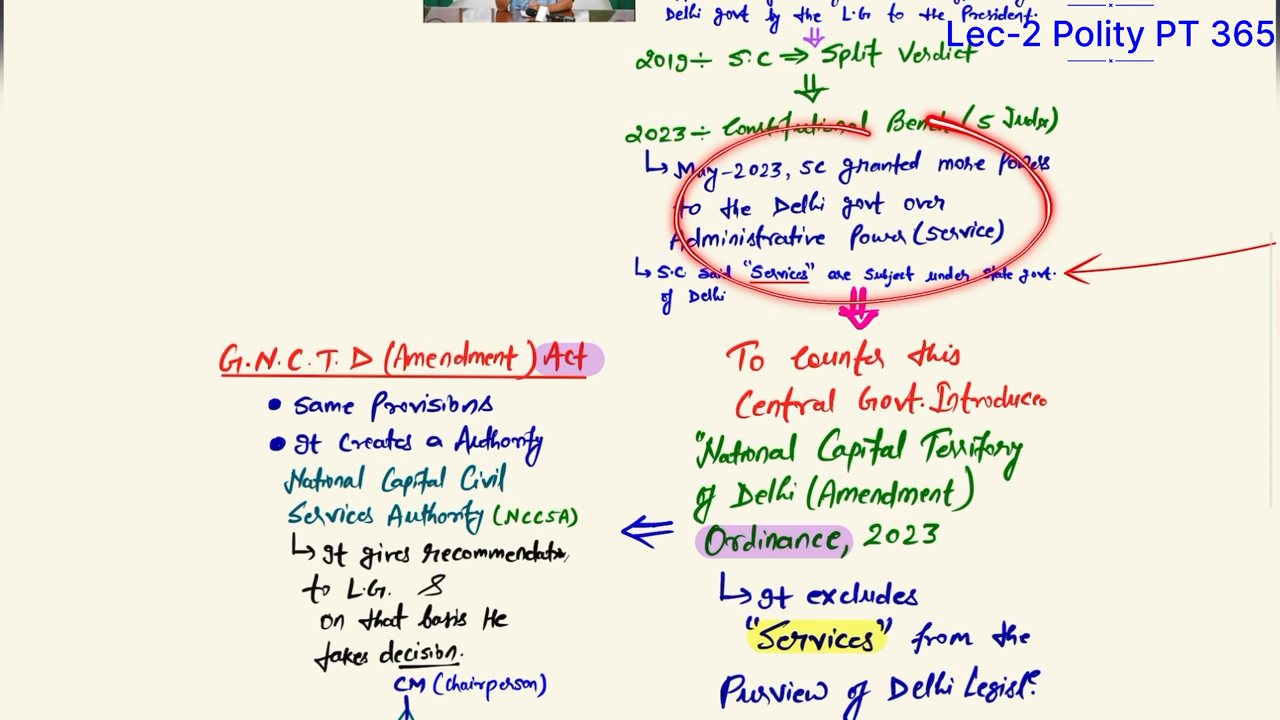 Delhi govt by the L.G to the President.
Lec-2 Polity PT 365
2019÷ S.C ⇒ Split Verdict
2023÷ Constitutional Bench (5 Judge)
↳ May-2023, SC granted more Powers
to the Delhi govt over
Administrative Power (Service)
↳ S.C said "Services" are subject under state govt.
of Delhi
To Counter this
Central Govt. Introduced
"National Capital Territory
of Delhi (Amendment)
Ordinance, 2023
↳ It excludes
"Services" from the
Purview of Delhi Legisl.
G.N.C.T.D (Amendment) Act
• Same Provisions
• It Creates a Authority
National Capital Civil
Services Authority (NCCSA)
↳ It gives recommendatn,
to L.G. &
on that basis He
takes decision.
CM (Chairperson)